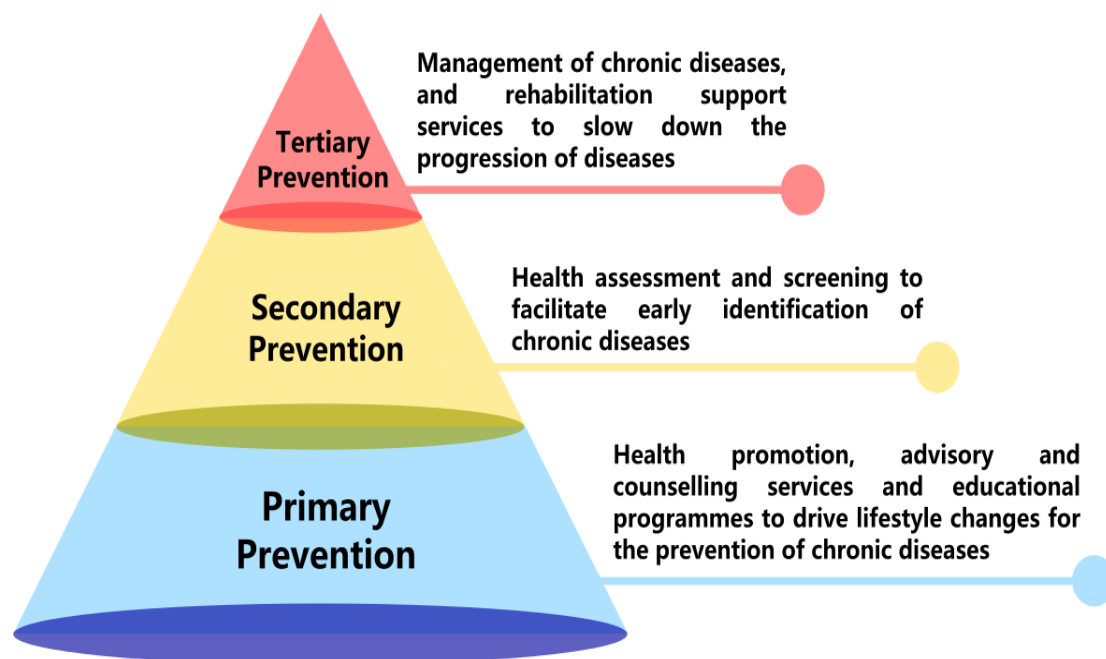 Tertiary
Prevention
Management of chronic diseases,
and rehabilitation support
services to slow down the
progression of diseases
Secondary
Prevention
Health assessment and screening to
facilitate early identification of
chronic diseases
Primary
Prevention
Health promotion, advisory and
counselling services and educational
programmes to drive lifestyle changes for
the prevention of chronic diseases